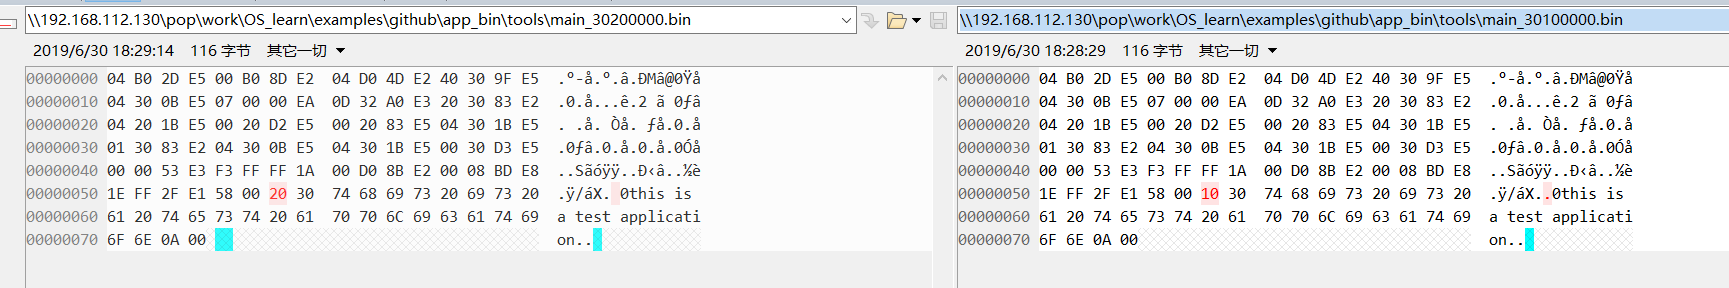 \\192.168.112.130\pop\work\OS_learn\examples\github\app_bin\tools\main_30200000.bin
2019/6/30 18:29:14 116 字节 其它一切
00000000 04 B0 2D E5 00 B0 8D E2 04 D0 4D E2 40 30 9F E5 .°-å.°.â.ÐMâ@0Ÿå
00000010 04 30 0B E5 07 00 00 EA 0D 32 A0 E3 20 30 83 E2 .0.å...ê.2 ã 0ƒâ
00000020 04 20 1B E5 00 20 D2 E5 00 20 83 E5 04 30 1B E5 . .å. Òå. ƒå.0.å
00000030 01 30 83 E2 04 30 0B E5 04 30 1B E5 00 30 D3 E5 .0ƒâ.0.å.0.å.0Óå
00000040 00 00 53 E3 F3 FF FF 1A 00 D0 8B E2 00 08 BD E8 ..Sãóÿÿ..Ð‹â..½è
00000050 1E FF 2F E1 58 00 20 30 74 68 69 73 20 69 73 20 .ÿ/áX. 0this is
00000060 61 20 74 65 73 74 20 61 70 70 6C 69 63 61 74 69 a test applicati
00000070 6F 6E 0A 00 on..
\\192.168.112.130\pop\work\OS_learn\examples\github\app_bin\tools\main_30100000.bin
2019/6/30 18:28:29 116 字节 其它一切
00000000 04 B0 2D E5 00 B0 8D E2 04 D0 4D E2 40 30 9F E5 .°-å.°.â.ÐMâ@0Ÿå
00000010 04 30 0B E5 07 00 00 EA 0D 32 A0 E3 20 30 83 E2 .0.å...ê.2 ã 0ƒâ
00000020 04 20 1B E5 00 20 D2 E5 00 20 83 E5 04 30 1B E5 . .å. Òå. ƒå.0.å
00000030 01 30 83 E2 04 30 0B E5 04 30 1B E5 00 30 D3 E5 .0ƒâ.0.å.0.å.0Óå
00000040 00 00 53 E3 F3 FF FF 1A 00 D0 8B E2 00 08 BD E8 ..Sãóÿÿ..Ð‹â..½è
00000050 1E FF 2F E1 58 00 10 30 74 68 69 73 20 69 73 20 .ÿ/áX..0this is
00000060 61 20 74 65 73 74 20 61 70 70 6C 69 63 61 74 69 a test applicati
00000070 6F 6E 0A 00 on..